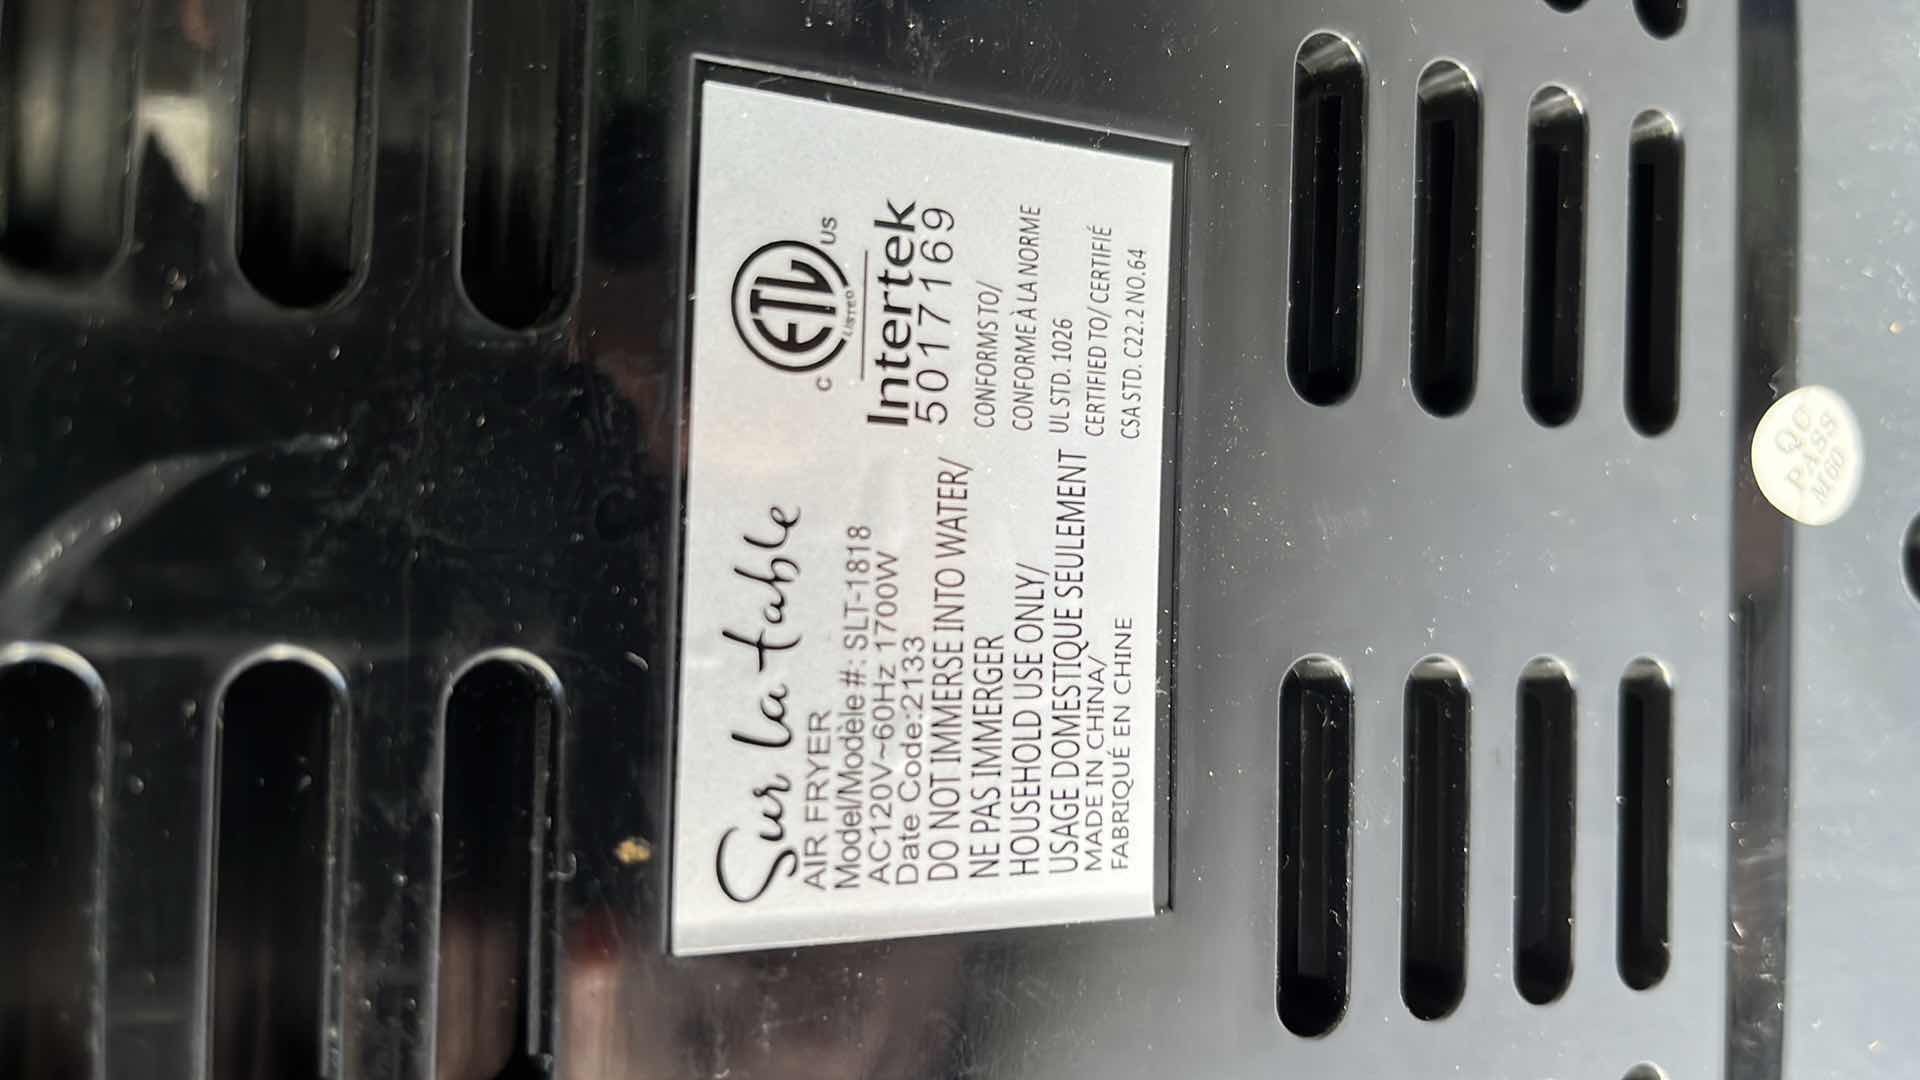 Sur la table
AIR FRYER
Model/Modèle #: SLT-1818
AC120V~60Hz 1700W
Date Code:2133
DO NOT IMMERSE INTO WATER/
NE PAS IMMERGER
HOUSEHOLD USE ONLY/
USAGE DOMESTIQUE SEULEMENT
MADE IN CHINA/
FABRIQUÉ EN CHINE
C ETL US
LISTED
Intertek
5017169
CONFORMS TO/
CONFORME À LA NORME
UL STD. 1026
CERTIFIED TO/ CERTIFIÉ
CSA STD. C22.2 NO.64
QC
PASS
M60